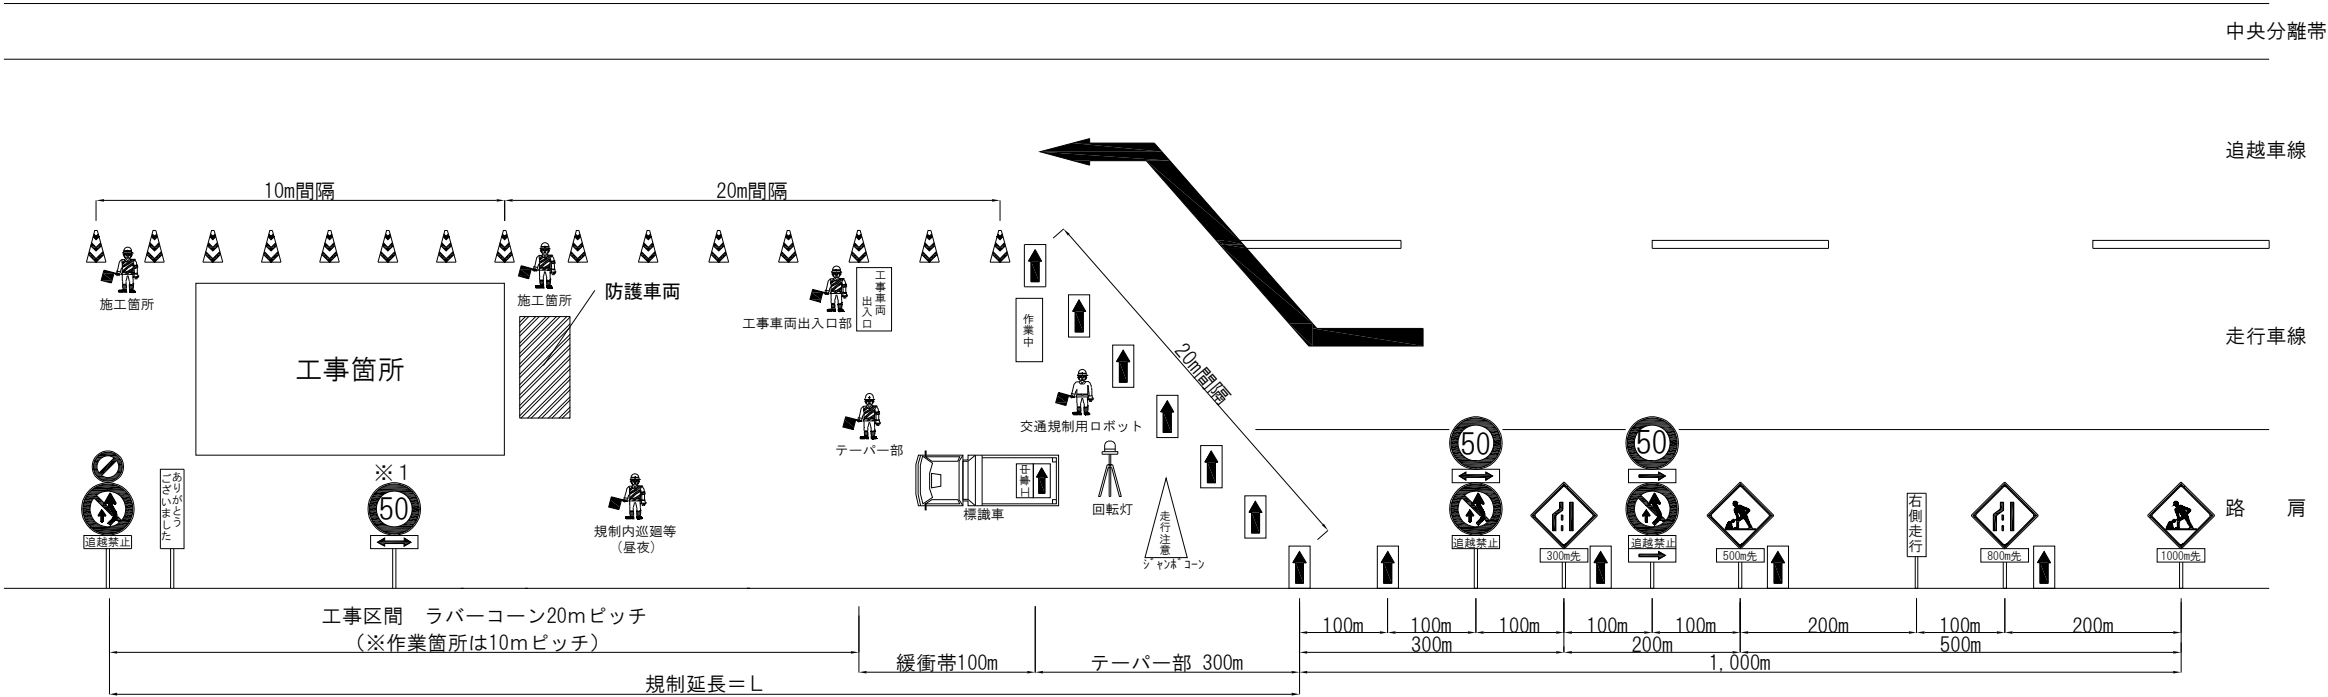 中央分離帯
追越車線
10m間隔
20m間隔
施工箇所
施工箇所
防護車両
工事車両出入口部
工事車両
出入口
作業中
20m間隔
走行車線
工事箇所
交通規制用ロボット
テーパー部
※1
50
50
50
追越禁止
ありがとう
ございました
規制内巡廻等
(昼夜)
工事中
標識車
回転灯
走行注意
ジャンボコーン
追越禁止
300m先
追越禁止
500m先
右側走行
800m先
1000m先
路　肩
工事区間　ラバーコーン20mピッチ
(※作業箇所は10mピッチ)
100m
100m
100m
100m
100m
200m
100m
200m
300m
200m
500m
緩衝帯100m
テーパー部 300m
1,000m
規制延長=L